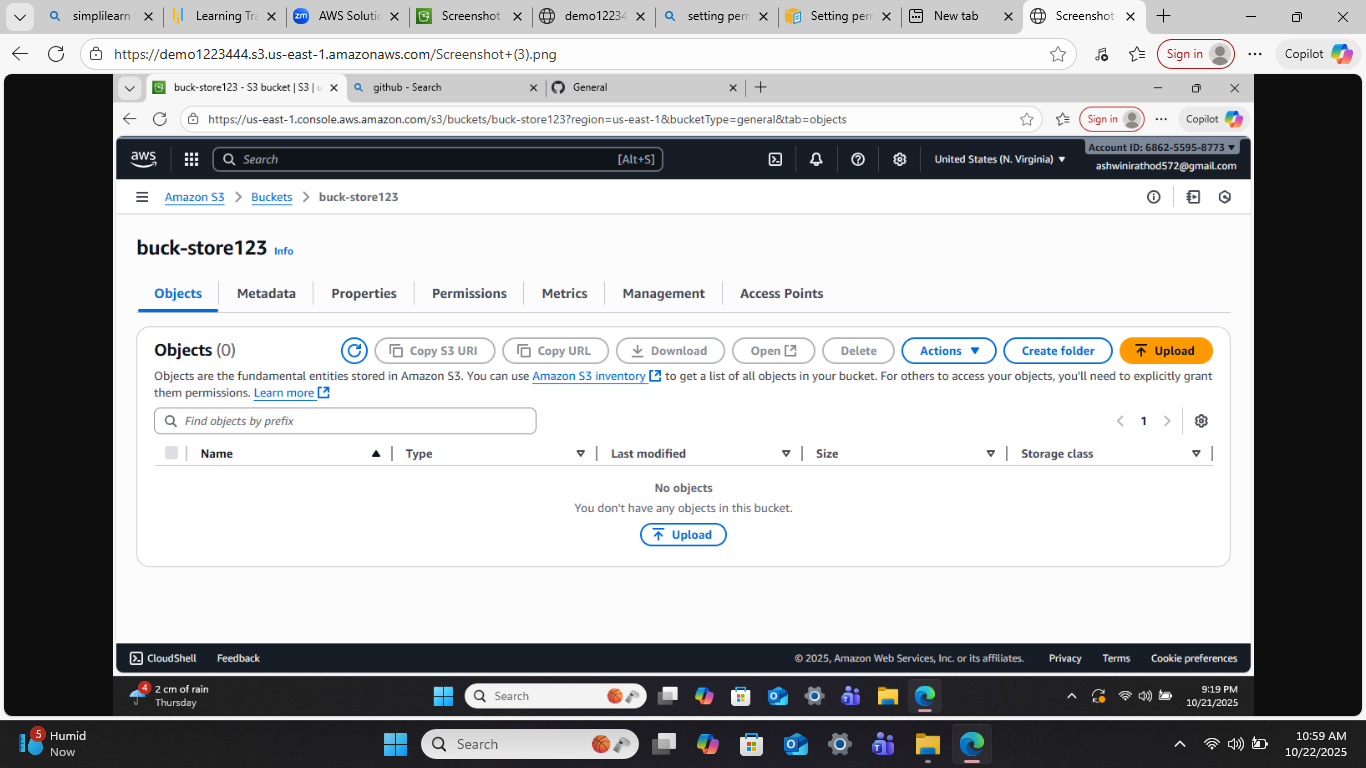 simplilearn
Learning Tra
AWS Soluti
Screenshot
demo12234
setting perr
Setting perr
New tab
Screenshot
https://demo1223444.s3.us-east-1.amazonaws.com/Screenshot+(3).png
Sign in
Copilot
buck-store123 - S3 bucket | S3 | u
github - Search
General
https://us-east-1.console.aws.amazon.com/s3/buckets/buck-store123?region=us-east-1&bucketType=general&tab=objects
Sign in
Copilot
aws
Search
[Alt+S]
United States (N. Virginia)
Account ID: 6862-5595-8773
ashwinirathod572@gmail.com
Amazon S3
Buckets
buck-store123
buck-store123 Info
Objects
Metadata
Properties
Permissions
Metrics
Management
Access Points
Objects (0)
Copy S3 URI
Copy URL
Download
Open
Delete
Actions
Create folder
Upload
Objects are the fundamental entities stored in Amazon S3. You can use Amazon S3 inventory to get a list of all objects in your bucket. For others to access your objects, you'll need to explicitly grant
them permissions. Learn more
Find objects by prefix
1
Name
Type
Last modified
Size
Storage class
No objects
You don't have any objects in this bucket.
Upload
CloudShell
Feedback
© 2025, Amazon Web Services, Inc. or its affiliates.
Privacy
Terms
Cookie preferences
4
2 cm of rain
Thursday
Search
9:19 PM
10/21/2025
5
Humid
Now
Search
10:59 AM
10/22/2025